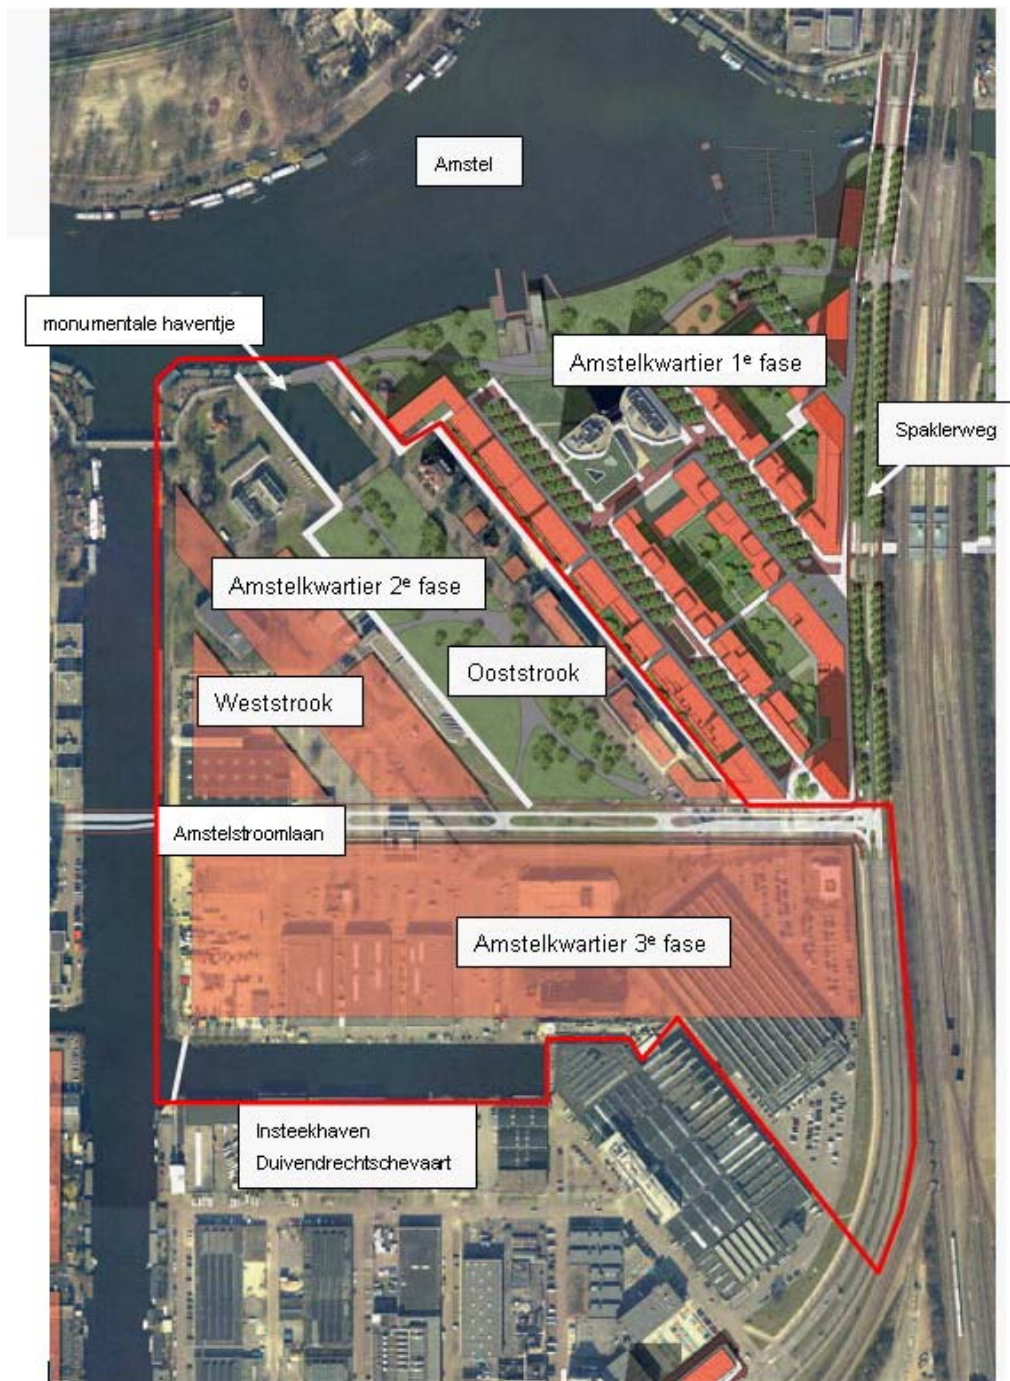 Amstel
monumentale haventje
Amstelkwartier 1e fase
Spaklerweg
Amstelkwartier 2e fase
Ooststrook
Weststrook
Amstelstroomlaan
Amstelkwartier 3e fase
Insteekhaven
Duivendrechtschevaart